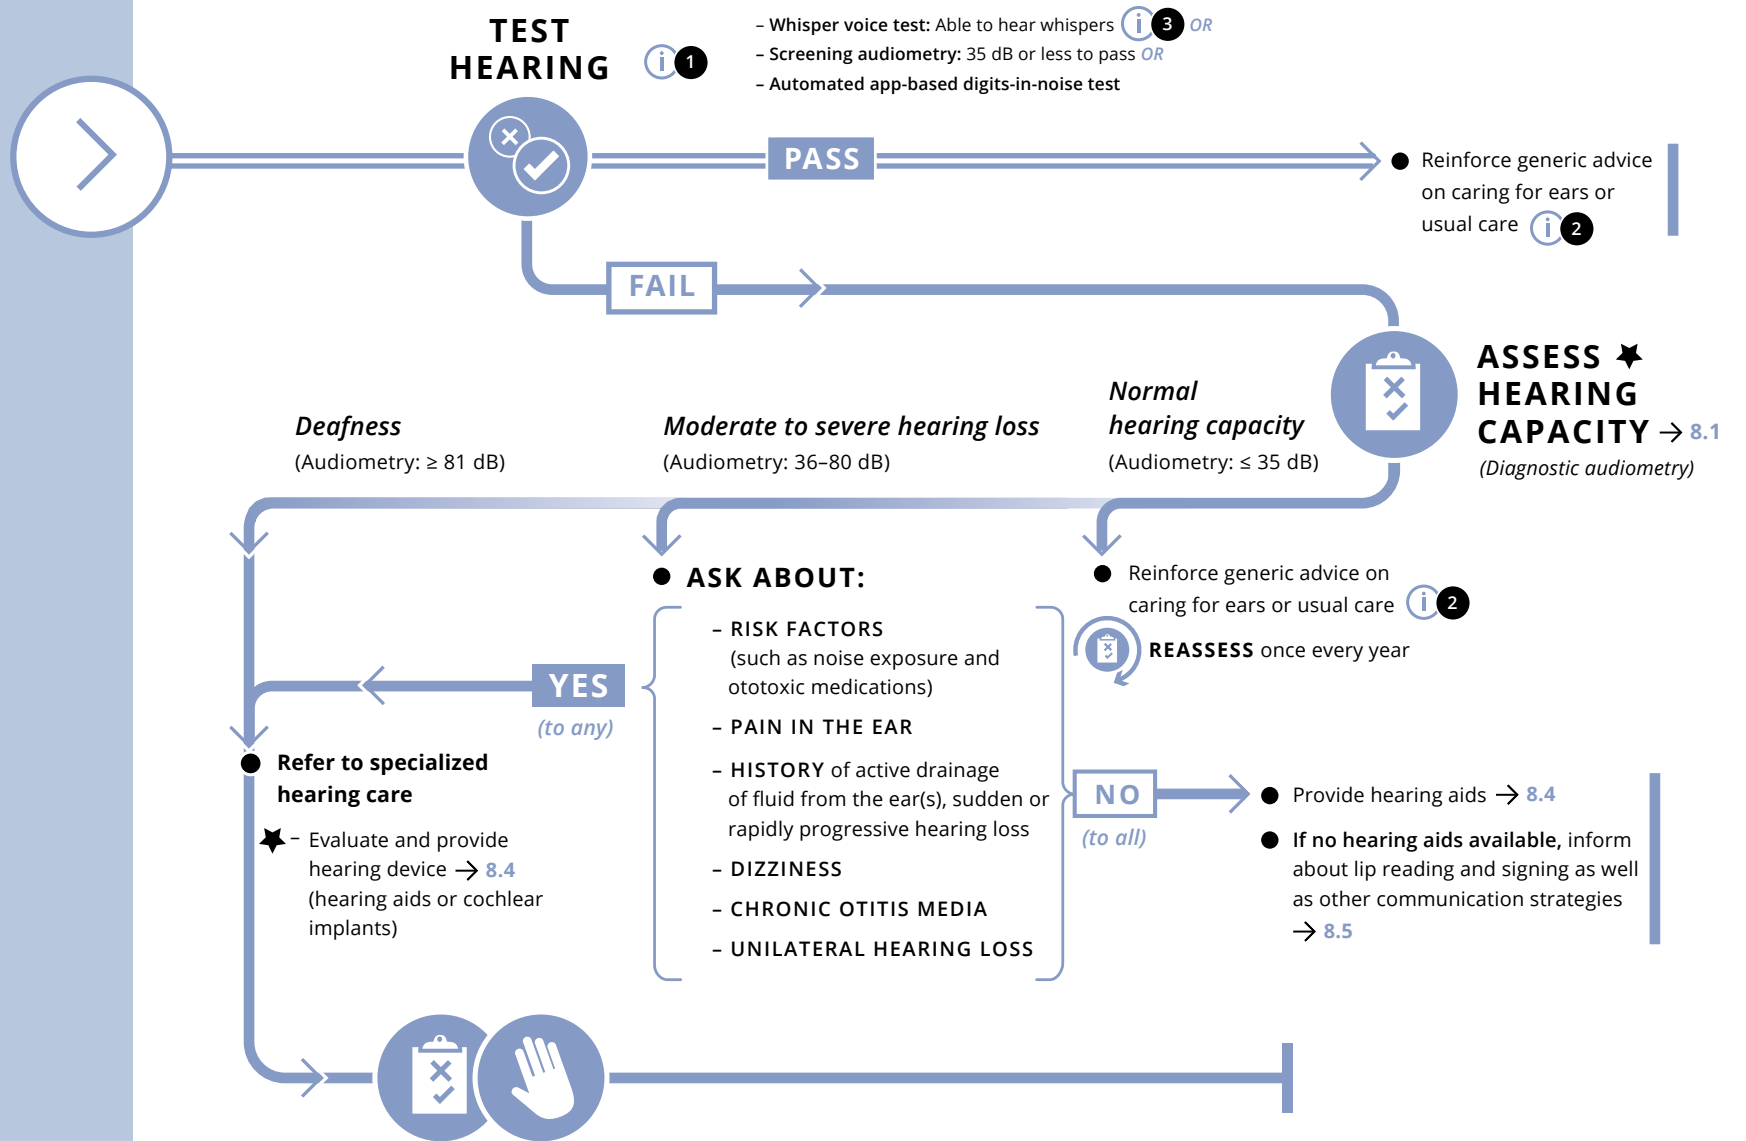 TEST
HEARING
i 1
– Whisper voice test: Able to hear whispers i 3 OR
– Screening audiometry: 35 dB or less to pass OR
– Automated app-based digits-in-noise test
PASS
Reinforce generic advice
on caring for ears or
usual care i 2
FAIL
ASSESS
HEARING
CAPACITY → 8.1
(Diagnostic audiometry)
Deafness
(Audiometry: ≥ 81 dB)
Moderate to severe hearing loss
(Audiometry: 36–80 dB)
Normal
hearing capacity
(Audiometry: ≤ 35 dB)
● ASK ABOUT:
– RISK FACTORS
(such as noise exposure and
ototoxic medications)
– PAIN IN THE EAR
– HISTORY of active drainage
of fluid from the ear(s), sudden or
rapidly progressive hearing loss
– DIZZINESS
– CHRONIC OTITIS MEDIA
– UNILATERAL HEARING LOSS
● Reinforce generic advice on
caring for ears or usual care i 2
REASSESS once every year
YES
(to any)
● Refer to specialized
hearing care
– Evaluate and provide
hearing device → 8.4
(hearing aids or cochlear
implants)
NO
(to all)
● Provide hearing aids → 8.4
● If no hearing aids available, inform
about lip reading and signing as well
as other communication strategies
→ 8.5